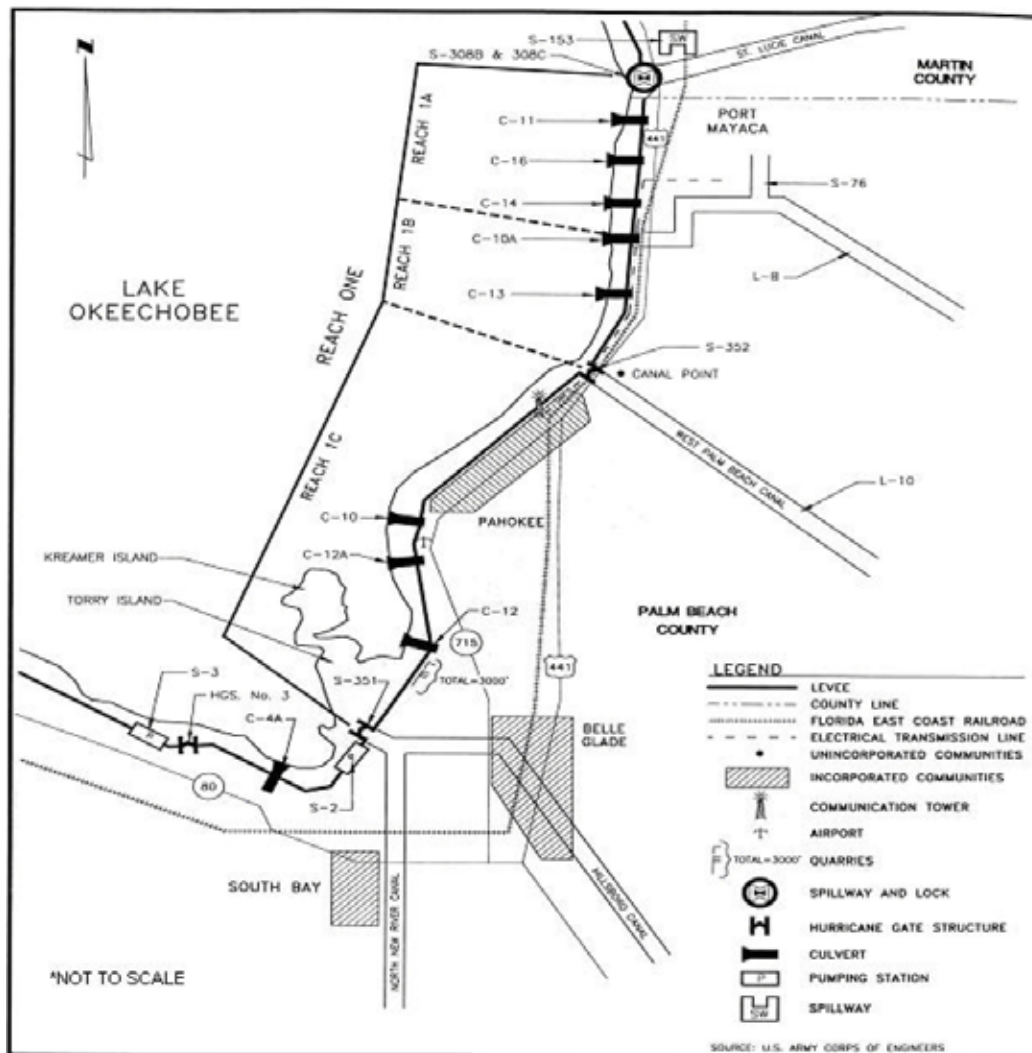 N
S-153
SW
S-308B & 308C
ST. LUCIE CANAL
MARTIN
COUNTY
PORT
MAYACA
441
C-11
C-16
C-14
C-10A
C-13
S-76
L-8
REACH 1A
REACH 1B
REACH ONE
REACH 1C
LAKE
OKEECHOBEE
S-352
CANAL POINT
WEST PALM BEACH CANAL
L-10
PAHOKEE
C-10
C-12A
KREAMER ISLAND
TORRY ISLAND
C-12
715
TOTAL=3000'
PALM BEACH
COUNTY
441
S-351
S-3
HGS. No. 3
C-4A
P
80
S-2
BELLE
GLADE
SOUTH BAY
NORTH NEW RIVER CANAL
HILLSBORO CANAL
*NOT TO SCALE
LEGEND
LEVEE
COUNTY LINE
FLORIDA EAST COAST RAILROAD
ELECTRICAL TRANSMISSION LINE
UNINCORPORATED COMMUNITIES
INCORPORATED COMMUNITIES
COMMUNICATION TOWER
AIRPORT
TOTAL=3000' QUARRIES
SPILLWAY AND LOCK
HURRICANE GATE STRUCTURE
CULVERT
P PUMPING STATION
SW SPILLWAY
SOURCE: U.S. ARMY CORPS OF ENGINEERS